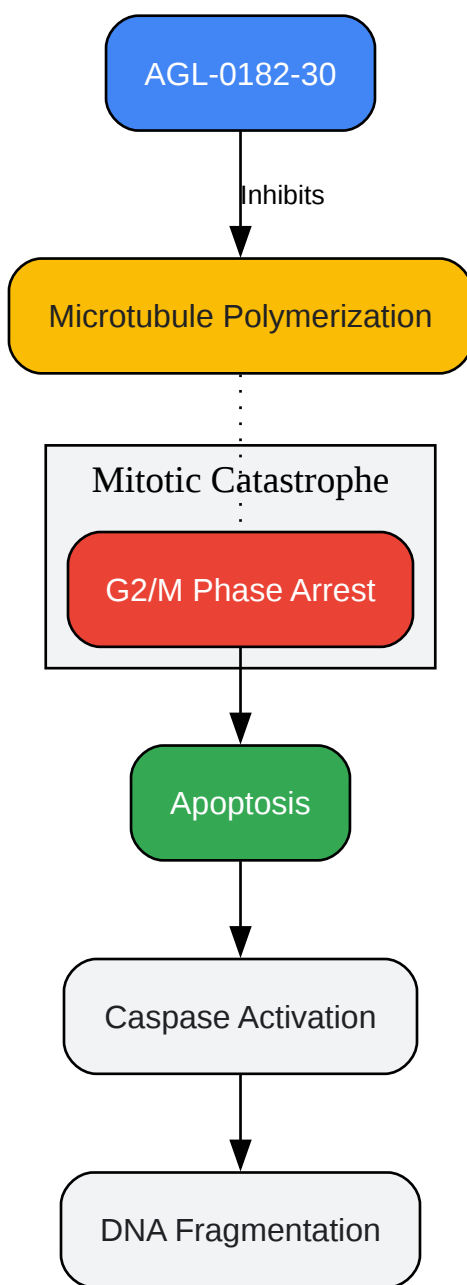 AGL-0182-30
Inhibits
Microtubule Polymerization
Mitotic Catastrophe
G2/M Phase Arrest
Apoptosis
Caspase Activation
DNA Fragmentation